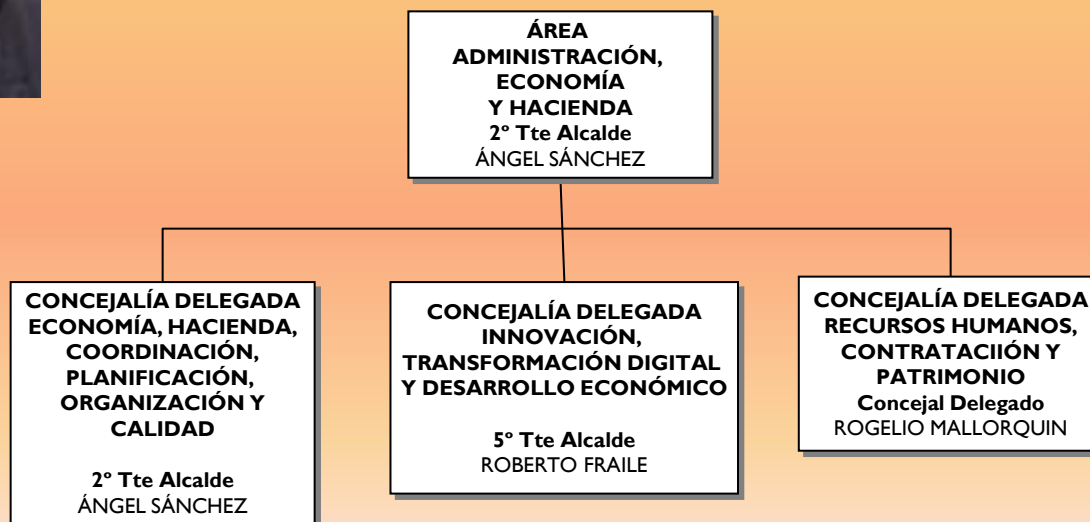 ÁREA
ADMINISTRACIÓN,
ECONOMÍA
Y HACIENDA
2º Tte Alcalde
ÁNGEL SÁNCHEZ
CONCEJALÍA DELEGADA
ECONOMÍA, HACIENDA,
COORDINACIÓN,
PLANIFICACIÓN,
ORGANIZACIÓN Y
CALIDAD
2º Tte Alcalde
ÁNGEL SÁNCHEZ
CONCEJALÍA DELEGADA
INNOVACIÓN,
TRANSFORMACIÓN DIGITAL
Y DESARROLLO ECONÓMICO
5º Tte Alcalde
ROBERTO FRAILE
CONCEJALÍA DELEGADA
RECURSOS HUMANOS,
CONTRATACIIÓN Y
PATRIMONIO
Concejal Delegado
ROGELIO MALLORQUIN